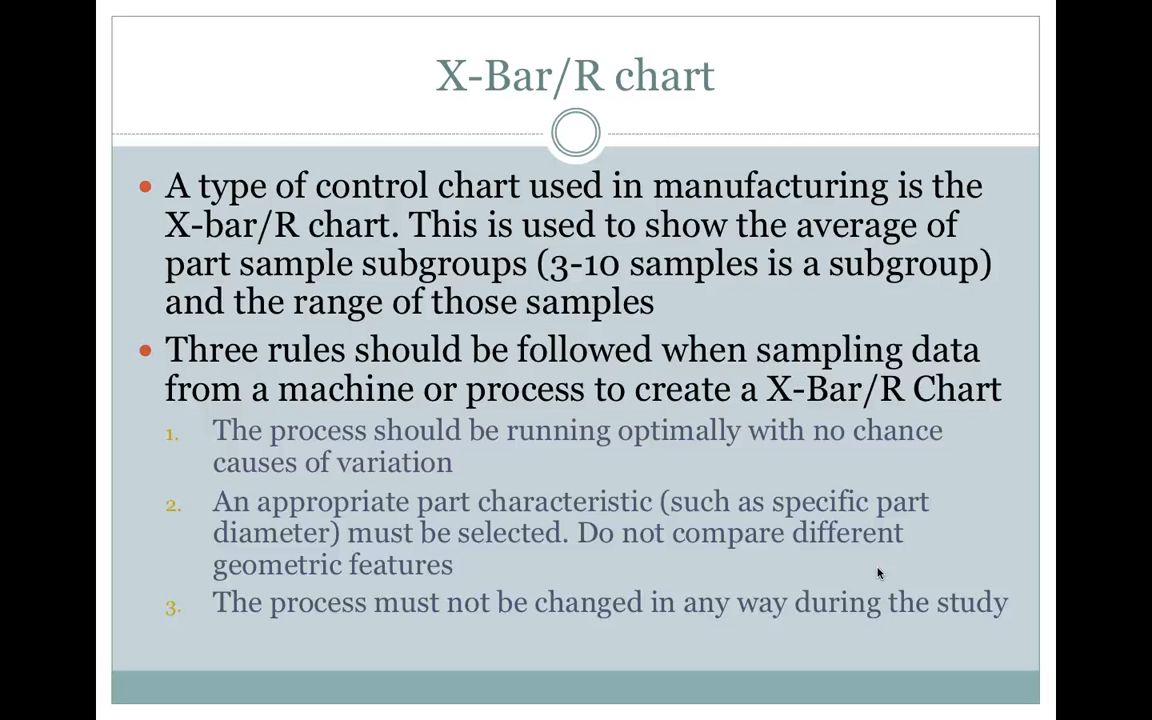 X-Bar/R chart
• A type of control chart used in manufacturing is the
X-bar/R chart. This is used to show the average of
part sample subgroups (3-10 samples is a subgroup)
and the range of those samples
• Three rules should be followed when sampling data
from a machine or process to create a X-Bar/R Chart
1. The process should be running optimally with no chance
causes of variation
2. An appropriate part characteristic (such as specific part
diameter) must be selected. Do not compare different
geometric features
3. The process must not be changed in any way during the study